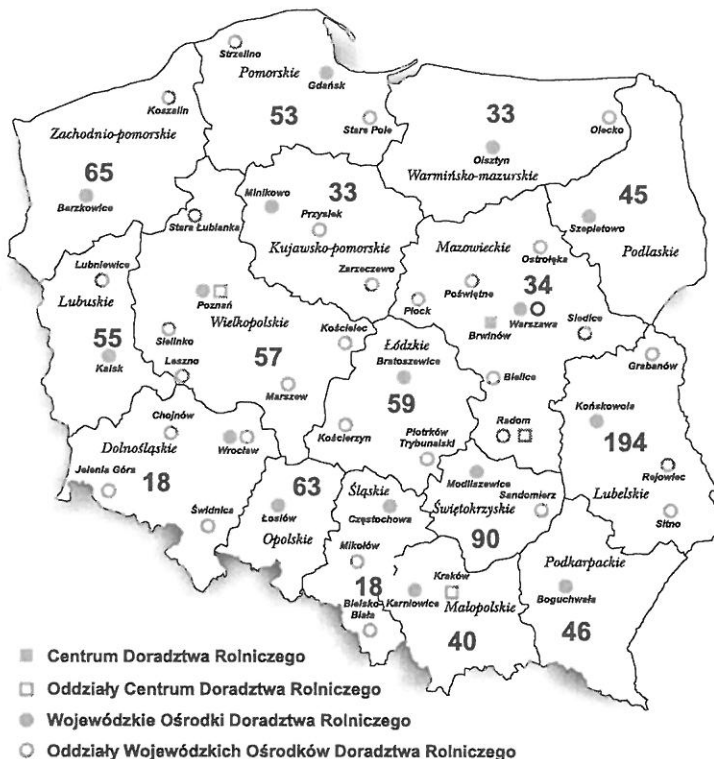 Strzelino
Pomorskie
Gdańsk
53
Stare Pole
Koszalin
Zachodnio-pomorskie
65
Barzkowice
33
Olecko
Olsztyn
Warmińsko-mazurskie
45
Szepietowo
Podlaskie
Minikowo
33
Przysiek
Kujawsko-pomorskie
Zarzeczewo
Stara Łubianka
Mazowieckie
Ostrołęka
Poświętne
34
Płock
Warszawa
Brwinów
Siedlce
Bielice
Radom
Lubniewice
Lubuskie
55
Kalsk
Poznań
Wielkopolskie
Sielinko
Leszno
57
Kościelec
Marszew
Łódzkie
Bratoszewice
59
Kościerzyn
Piotrków
Trybunalski
Grabanów
Końskowola
194
Rejowiec
Lubelskie
Sitno
Chojnów
Dolnośląskie
Wrocław
Jelenia Góra
18
Świdnica
63
Łosiów
Opolskie
Śląskie
Częstochowa
Mikołów
18
Bielsko-
Biała
Modliszewice
Sandomierz
Świętokrzyskie
90
Kraków
Karniowice
Małopolskie
40
Podkarpackie
Boguchwała
46
Centrum Doradztwa Rolniczego
Oddziały Centrum Doradztwa Rolniczego
Wojewódzkie Ośrodki Doradztwa Rolniczego
Oddziały Wojewódzkich Ośrodków Doradztwa Rolniczego